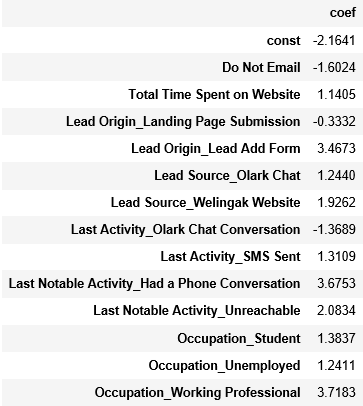 coef
const -2.1641
Do Not Email -1.6024
Total Time Spent on Website 1.1405
Lead Origin_Landing Page Submission -0.3332
Lead Origin_Lead Add Form 3.4673
Lead Source_Olark Chat 1.2440
Lead Source_Welingak Website 1.9262
Last Activity_Olark Chat Conversation -1.3689
Last Activity_SMS Sent 1.3109
Last Notable Activity_Had a Phone Conversation 3.6753
Last Notable Activity_Unreachable 2.0834
Occupation_Student 1.3837
Occupation_Unemployed 1.2411
Occupation_Working Professional 3.7183